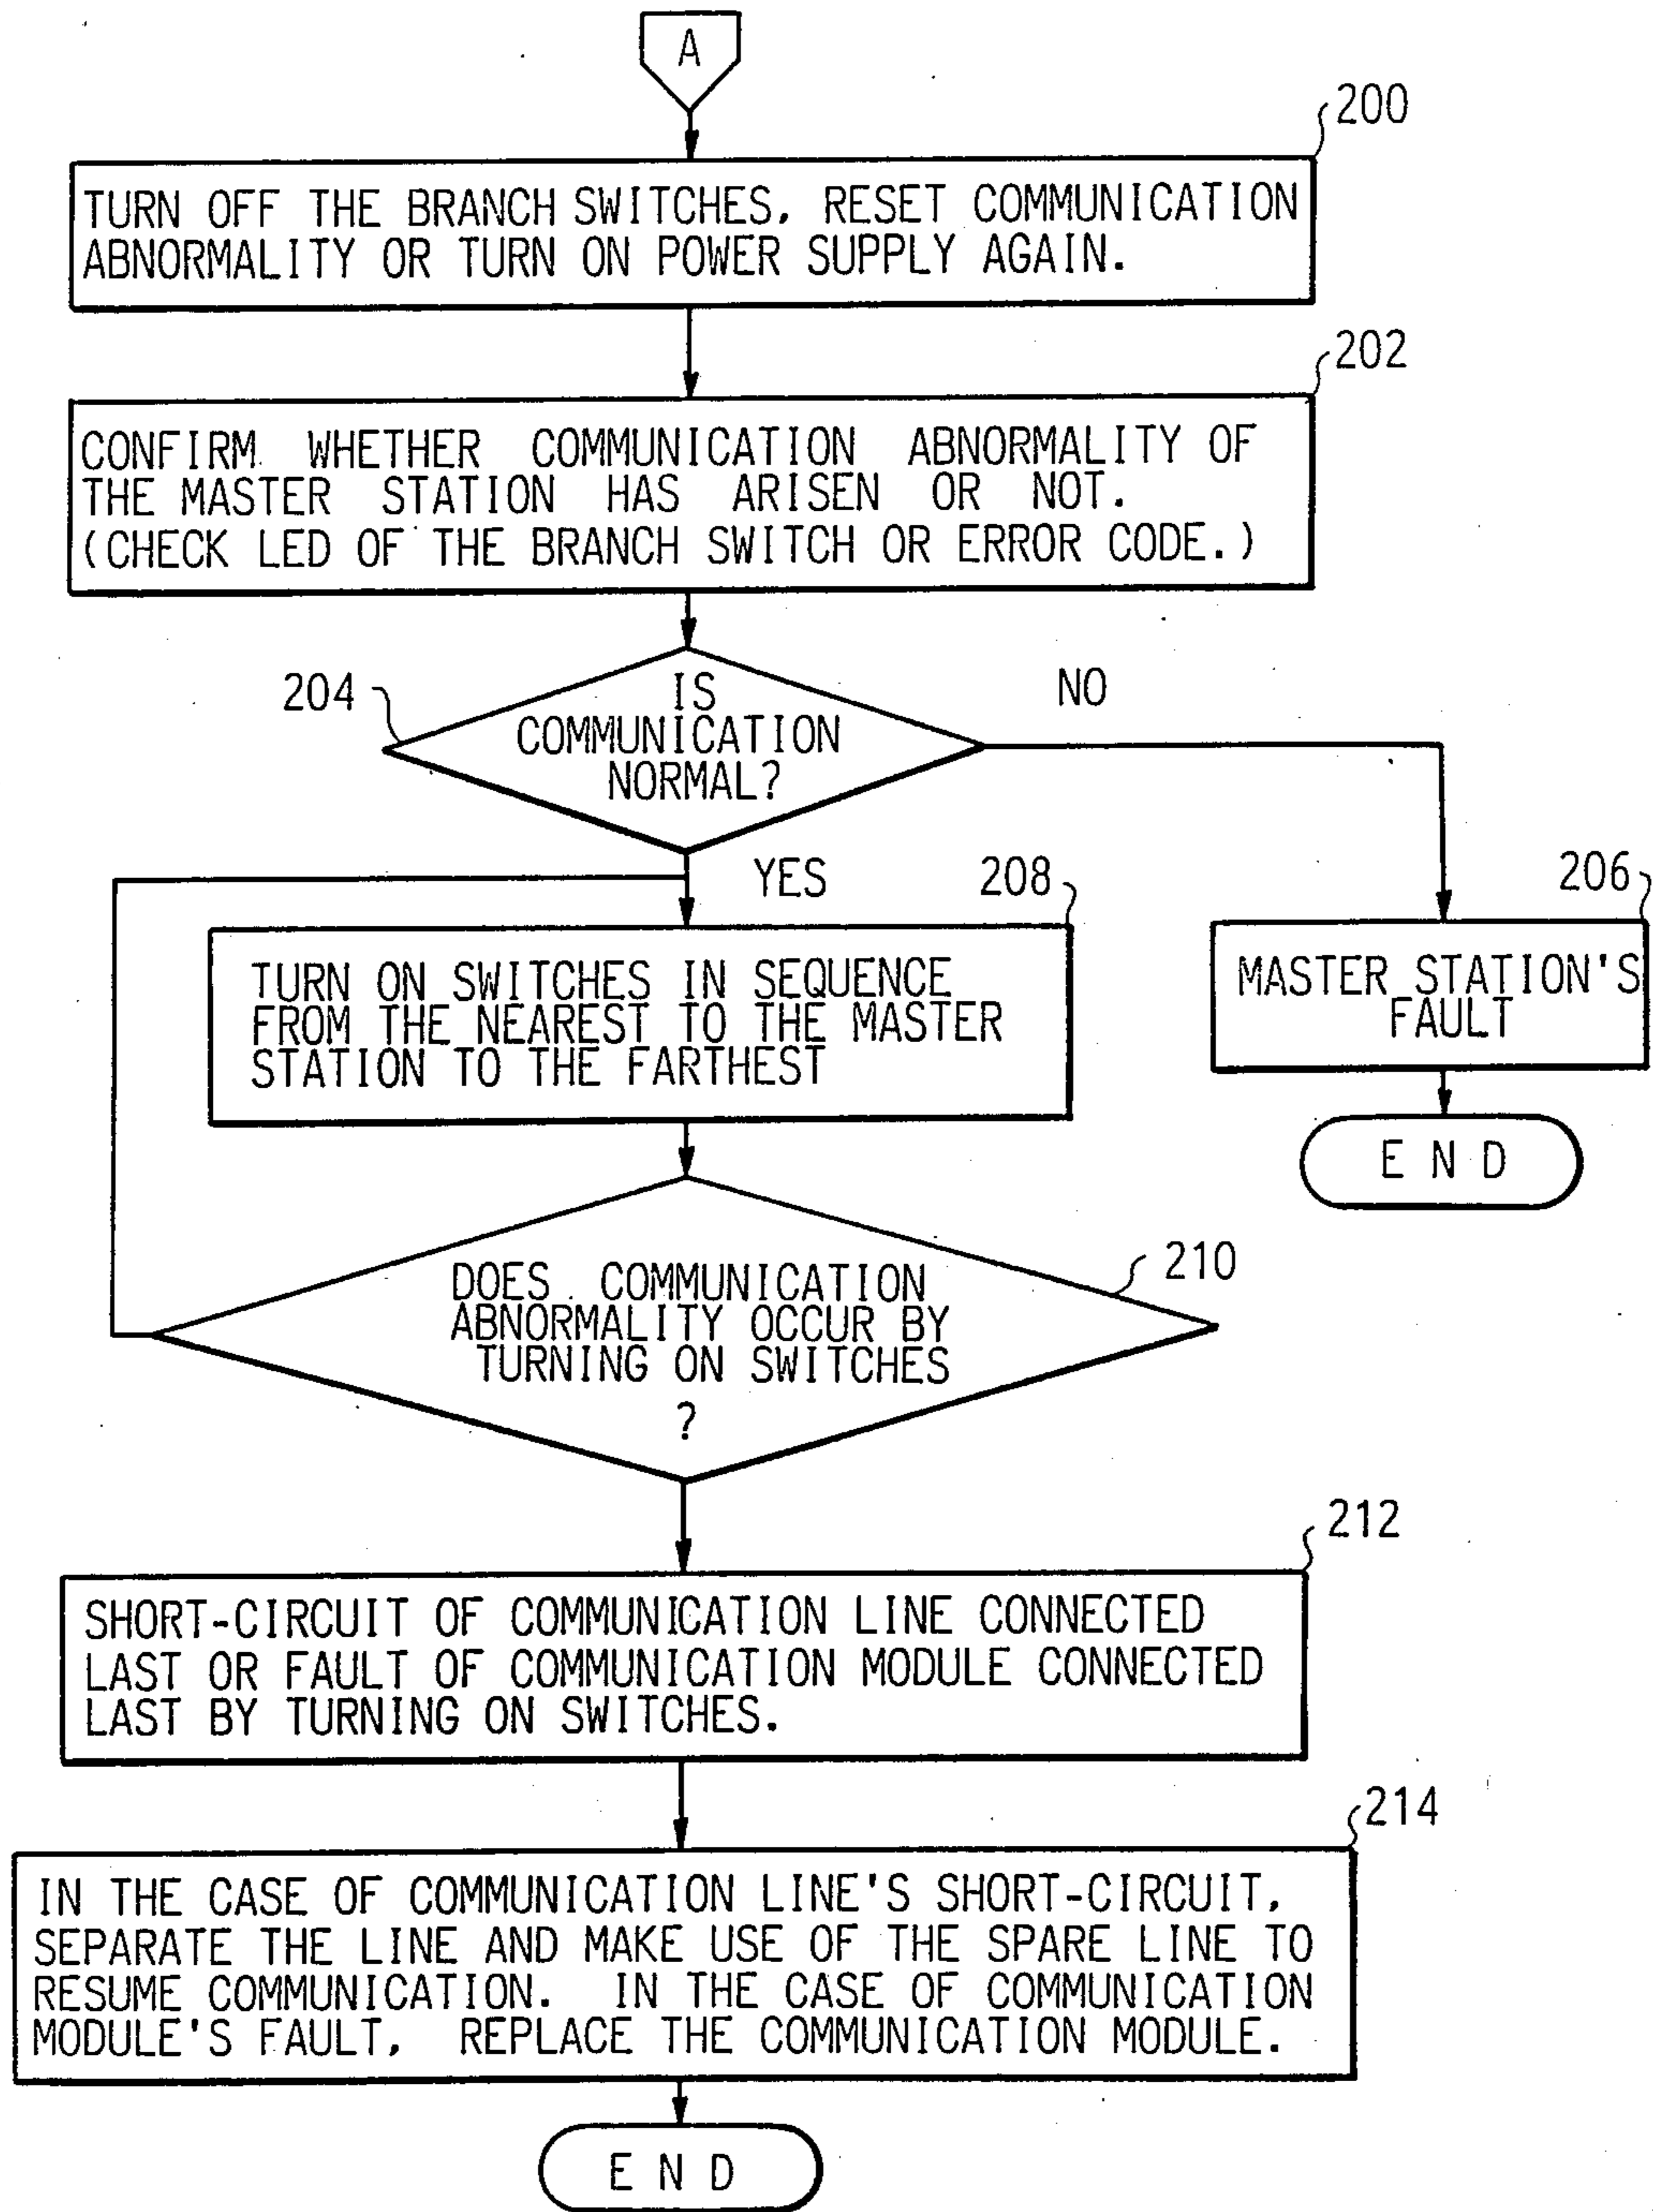 A
200
TURN OFF THE BRANCH SWITCHES, RESET COMMUNICATION
ABNORMALITY OR TURN ON POWER SUPPLY AGAIN.
202
CONFIRM WHETHER COMMUNICATION ABNORMALITY OF
THE MASTER STATION HAS ARISEN OR NOT.
(CHECK LED OF THE BRANCH SWITCH OR ERROR CODE.)
204
IS
COMMUNICATION
NORMAL?
NO
YES
208
TURN ON SWITCHES IN SEQUENCE
FROM THE NEAREST TO THE MASTER
STATION TO THE FARTHEST
206
MASTER STATION'S
FAULT
END
210
DOES COMMUNICATION
ABNORMALITY OCCUR BY
TURNING ON SWITCHES
?
212
SHORT-CIRCUIT OF COMMUNICATION LINE CONNECTED
LAST OR FAULT OF COMMUNICATION MODULE CONNECTED
LAST BY TURNING ON SWITCHES.
214
IN THE CASE OF COMMUNICATION LINE'S SHORT-CIRCUIT,
SEPARATE THE LINE AND MAKE USE OF THE SPARE LINE TO
RESUME COMMUNICATION. IN THE CASE OF COMMUNICATION
MODULE'S FAULT, REPLACE THE COMMUNICATION MODULE.
END